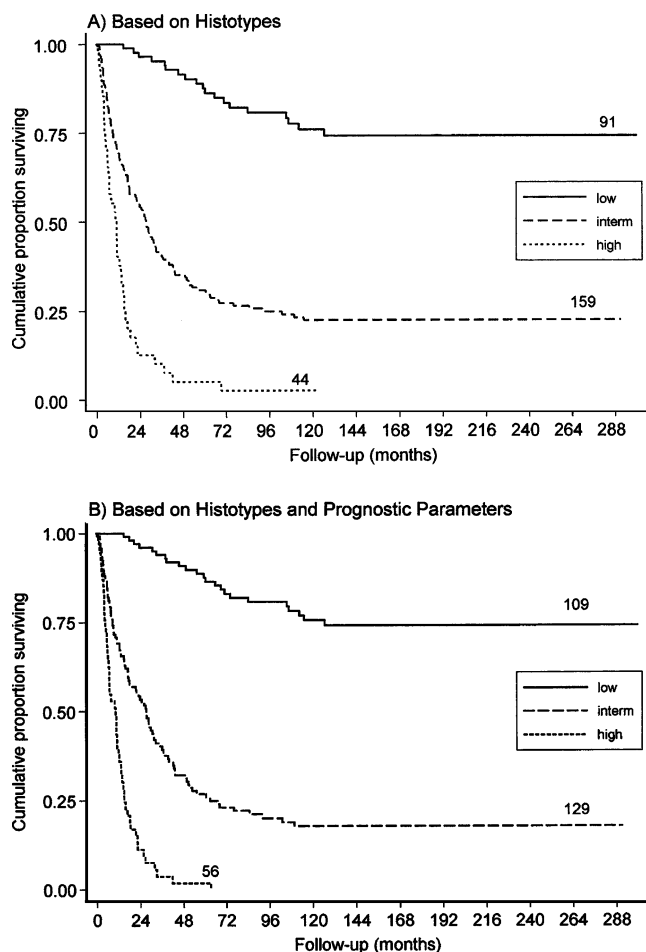 A) Based on Histotypes
1.00
0.75
0.50
0.25
0.00
Cumulative proportion surviving
91
low
interm
high
159
44
0 24 48 72 96 120 144 168 192 216 240 264 288
Follow-up (months)
B) Based on Histotypes and Prognostic Parameters
1.00
0.75
0.50
0.25
0.00
Cumulative proportion surviving
109
low
interm
high
129
56
0 24 48 72 96 120 144 168 192 216 240 264 288
Follow-up (months)